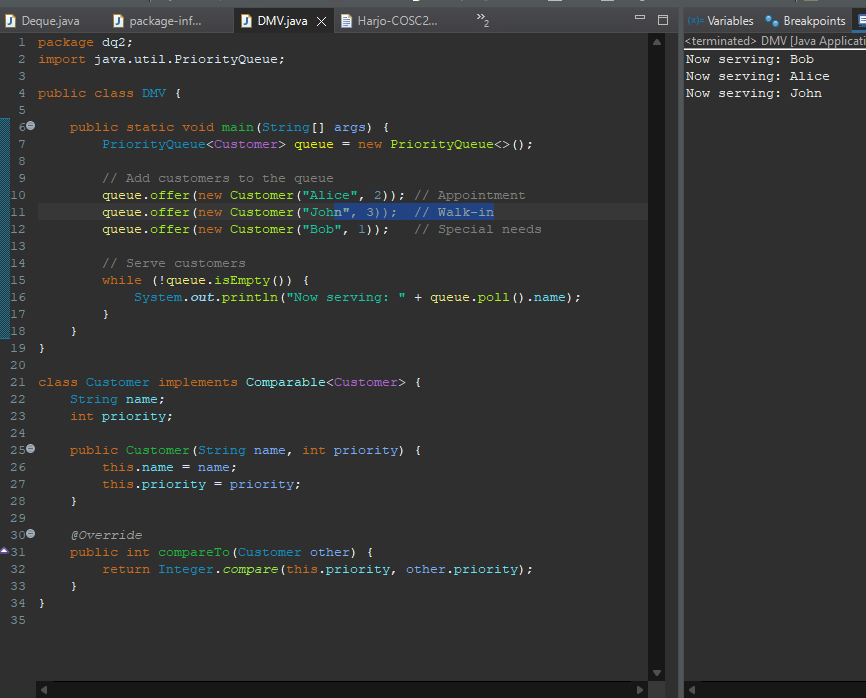 Deque.java
package-inf...
DMV.java
Harjo-COSC2...
»2
Variables
Breakpoints
<terminated> DMV [Java Applicati
1 package dq2;
2 import java.util.PriorityQueue;
3
4 public class DMV {
5
6     public static void main(String[] args) {
7         PriorityQueue<Customer> queue = new PriorityQueue<>();
8
9         // Add customers to the queue
10         queue.offer(new Customer("Alice", 2)); // Appointment
11         queue.offer(new Customer("John", 3));  // Walk-in
12         queue.offer(new Customer("Bob", 1));   // Special needs
13
14         // Serve customers
15         while (!queue.isEmpty()) {
16             System.out.println("Now serving: " + queue.poll().name);
17         }
18     }
19 }
20
21 class Customer implements Comparable<Customer> {
22     String name;
23     int priority;
24
25     public Customer(String name, int priority) {
26         this.name = name;
27         this.priority = priority;
28     }
29
30     @Override
31     public int compareTo(Customer other) {
32         return Integer.compare(this.priority, other.priority);
33     }
34 }
35
Now serving: Bob
Now serving: Alice
Now serving: John